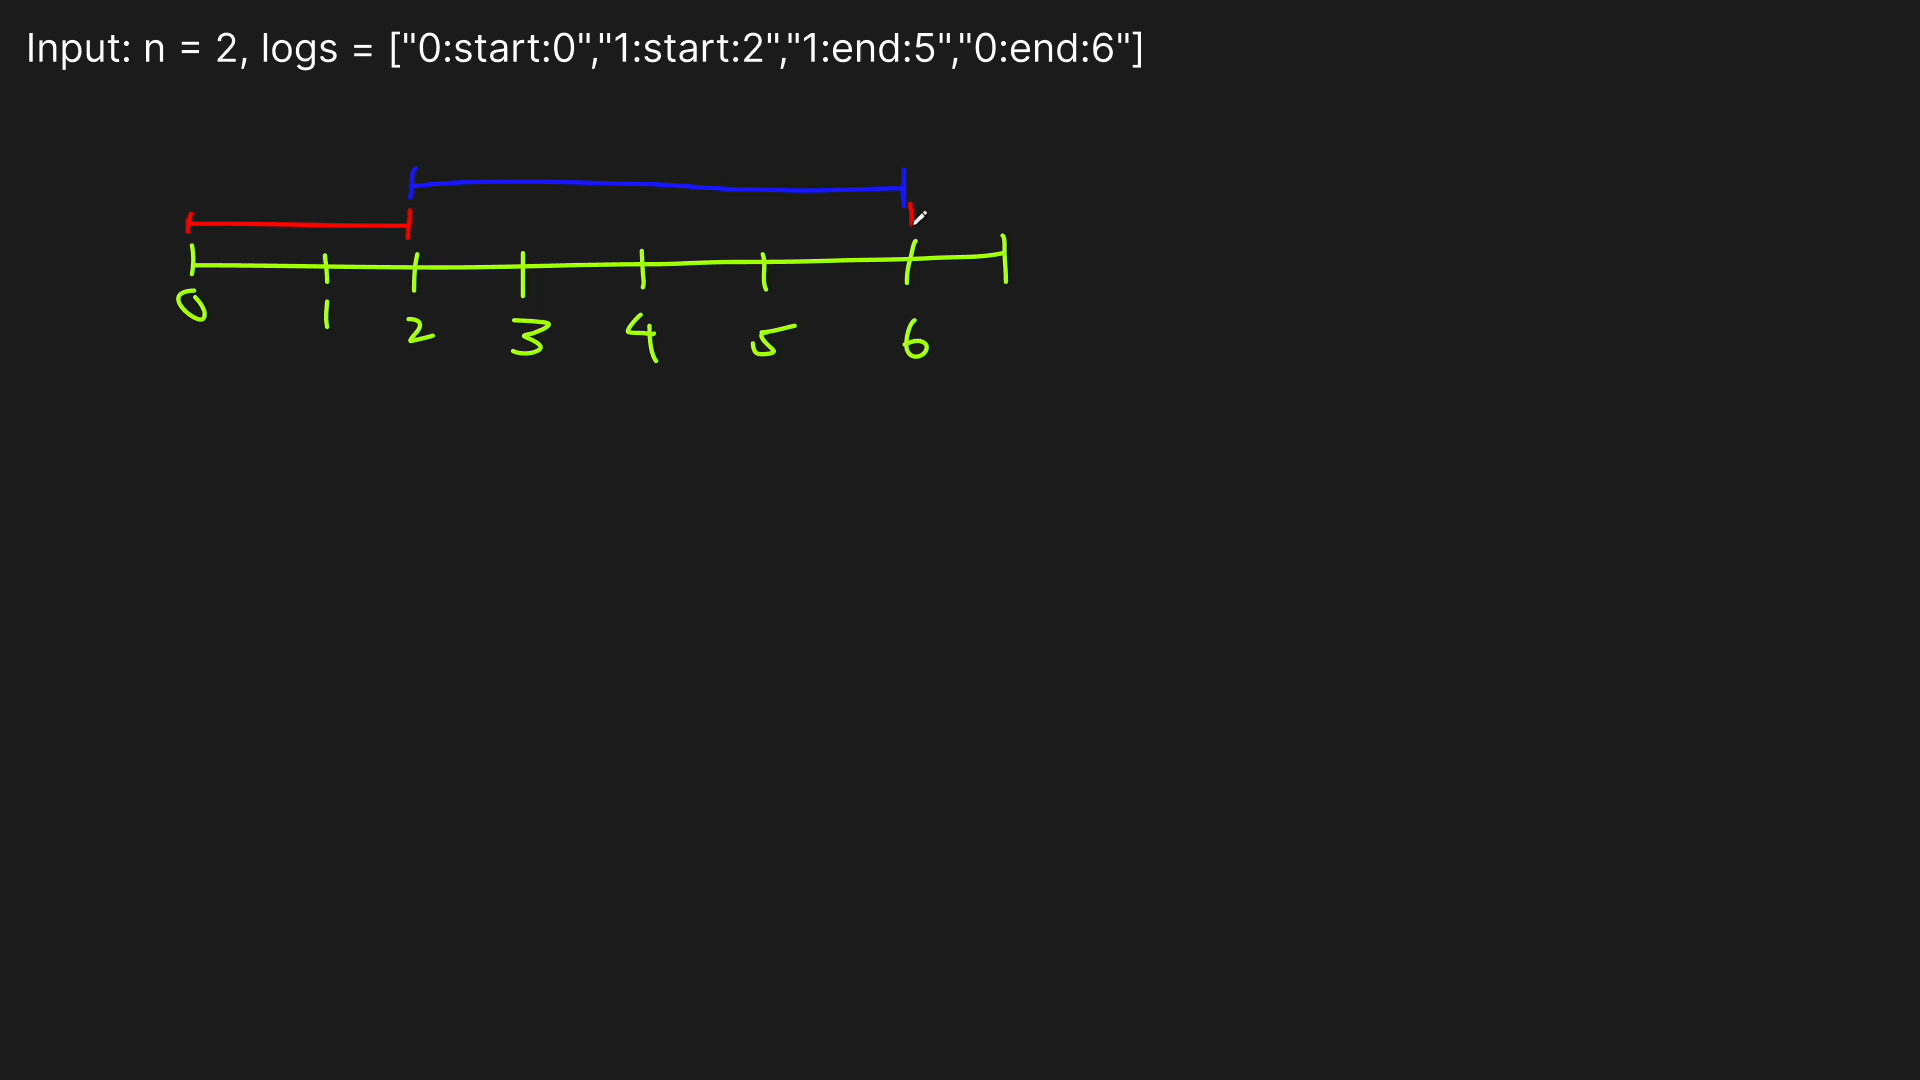 Input: n = 2, logs = ["0:start:0","1:start:2","1:end:5","0:end:6"]
0 1 2 3 4 5 6